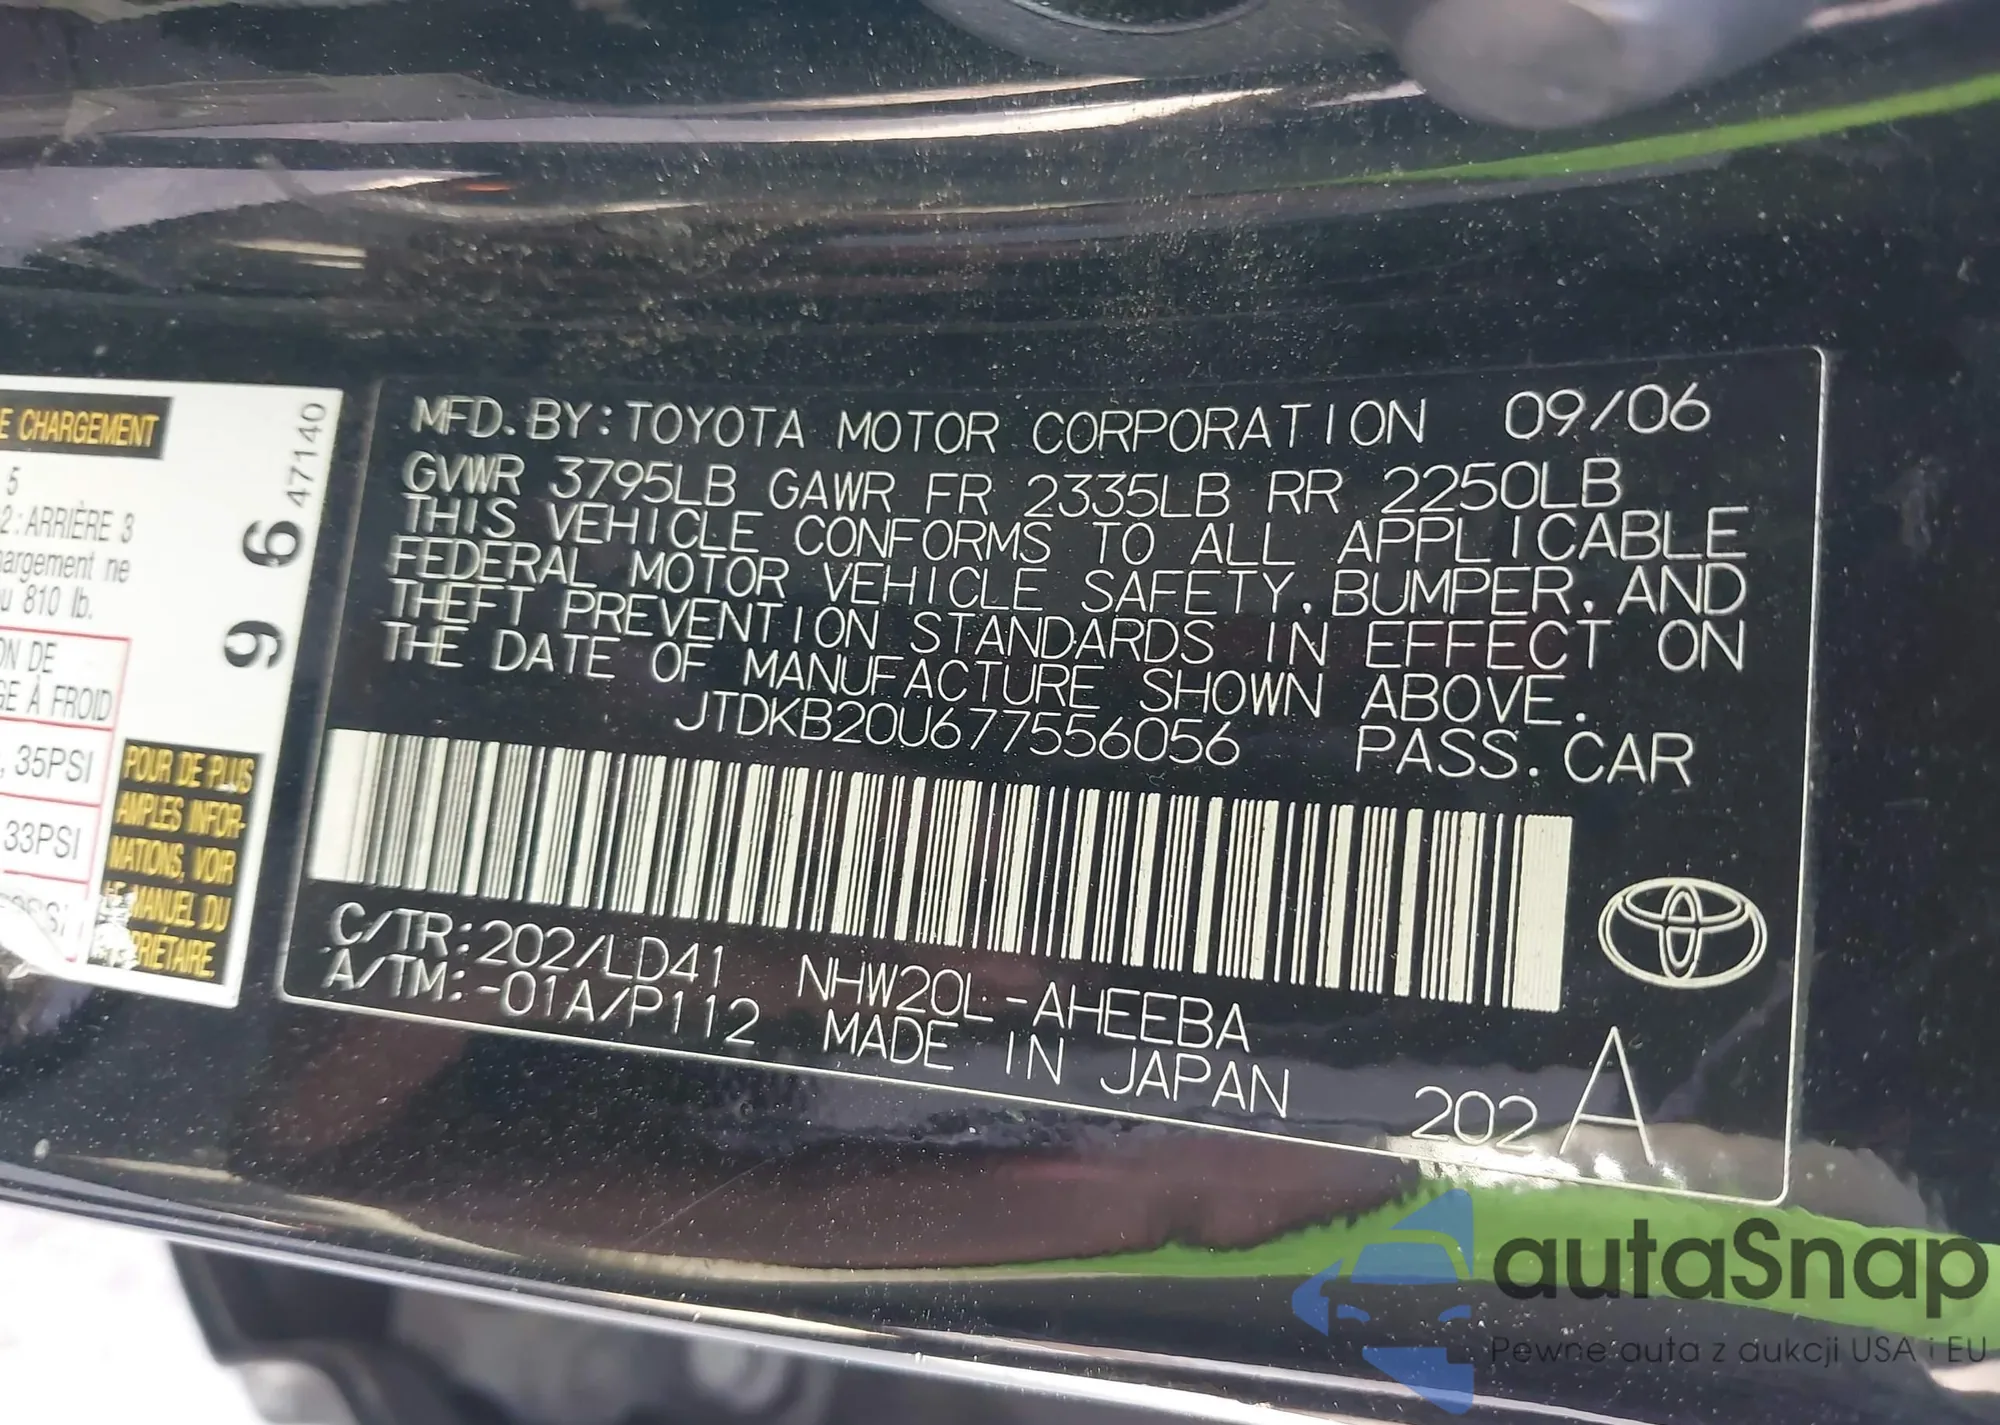 E CHARGEMENT
5
2: ARRIÈRE 3
argement ne
u 810 lb.
ON DE
GE À FROID
, 35PSI
33PSI
POUR DE PLUS
AMPLES INFOR-
MATIONS, VOIR
LE MANUEL DU
PRIÉTAIRE.
47140
9 6
MFD. BY: TOYOTA MOTOR CORPORATION 09/06
GVWR 3795LB GAWR FR 2335LB RR 2250LB
THIS VEHICLE CONFORMS TO ALL APPLICABLE
FEDERAL MOTOR VEHICLE SAFETY, BUMPER, AND
THEFT PREVENTION STANDARDS IN EFFECT ON
THE DATE OF MANUFACTURE SHOWN ABOVE.
JTDKB20U677556056 PASS. CAR
C/TR: 202/LD41 NHW20L-AHEEBA
A/TM: -01A/P112 MADE IN JAPAN
202 A
autaSnap
Pewne auta z aukcji USA i EU